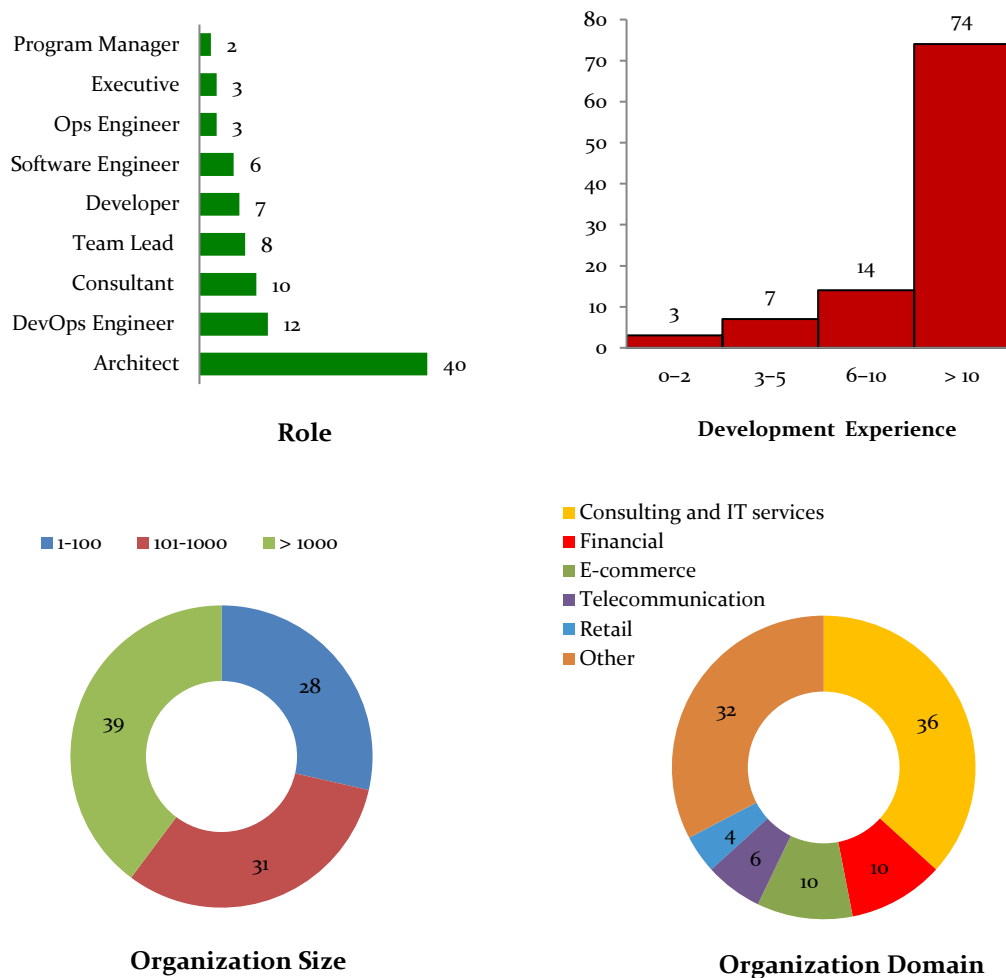 Program Manager 2
Executive 3
Ops Engineer 3
Software Engineer 6
Developer 7
Team Lead 8
Consultant 10
DevOps Engineer 12
Architect 40
Role
80
70
60
50
40
30
20
10
0
3
7
14
74
0–2 3–5 6–10 > 10
Development Experience
1-100 101-1000 > 1000
28
39
31
Organization Size
Consulting and IT services
Financial
E-commerce
Telecommunication
Retail
Other
32
36
4
6
10
10
Organization Domain